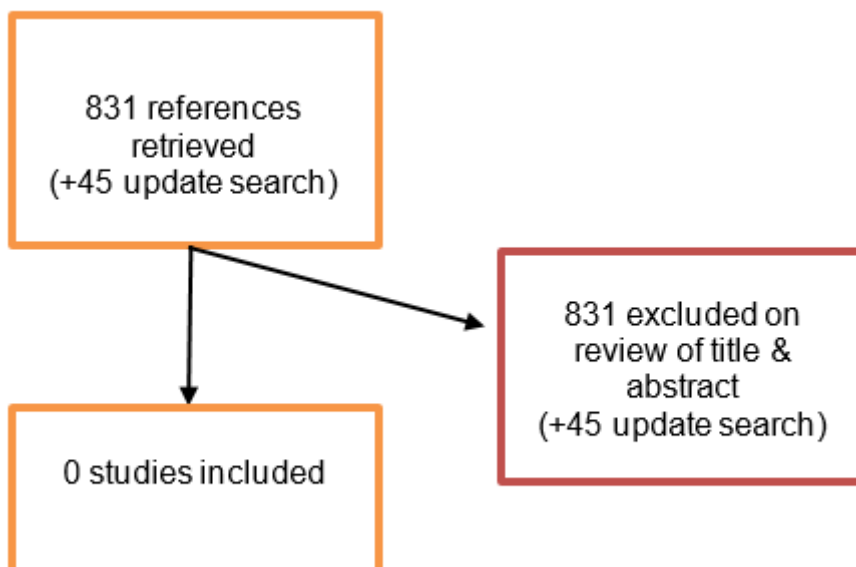 831 references
retrieved
(+45 update search)
831 excluded on
review of title &
abstract
(+45 update search)
0 studies included